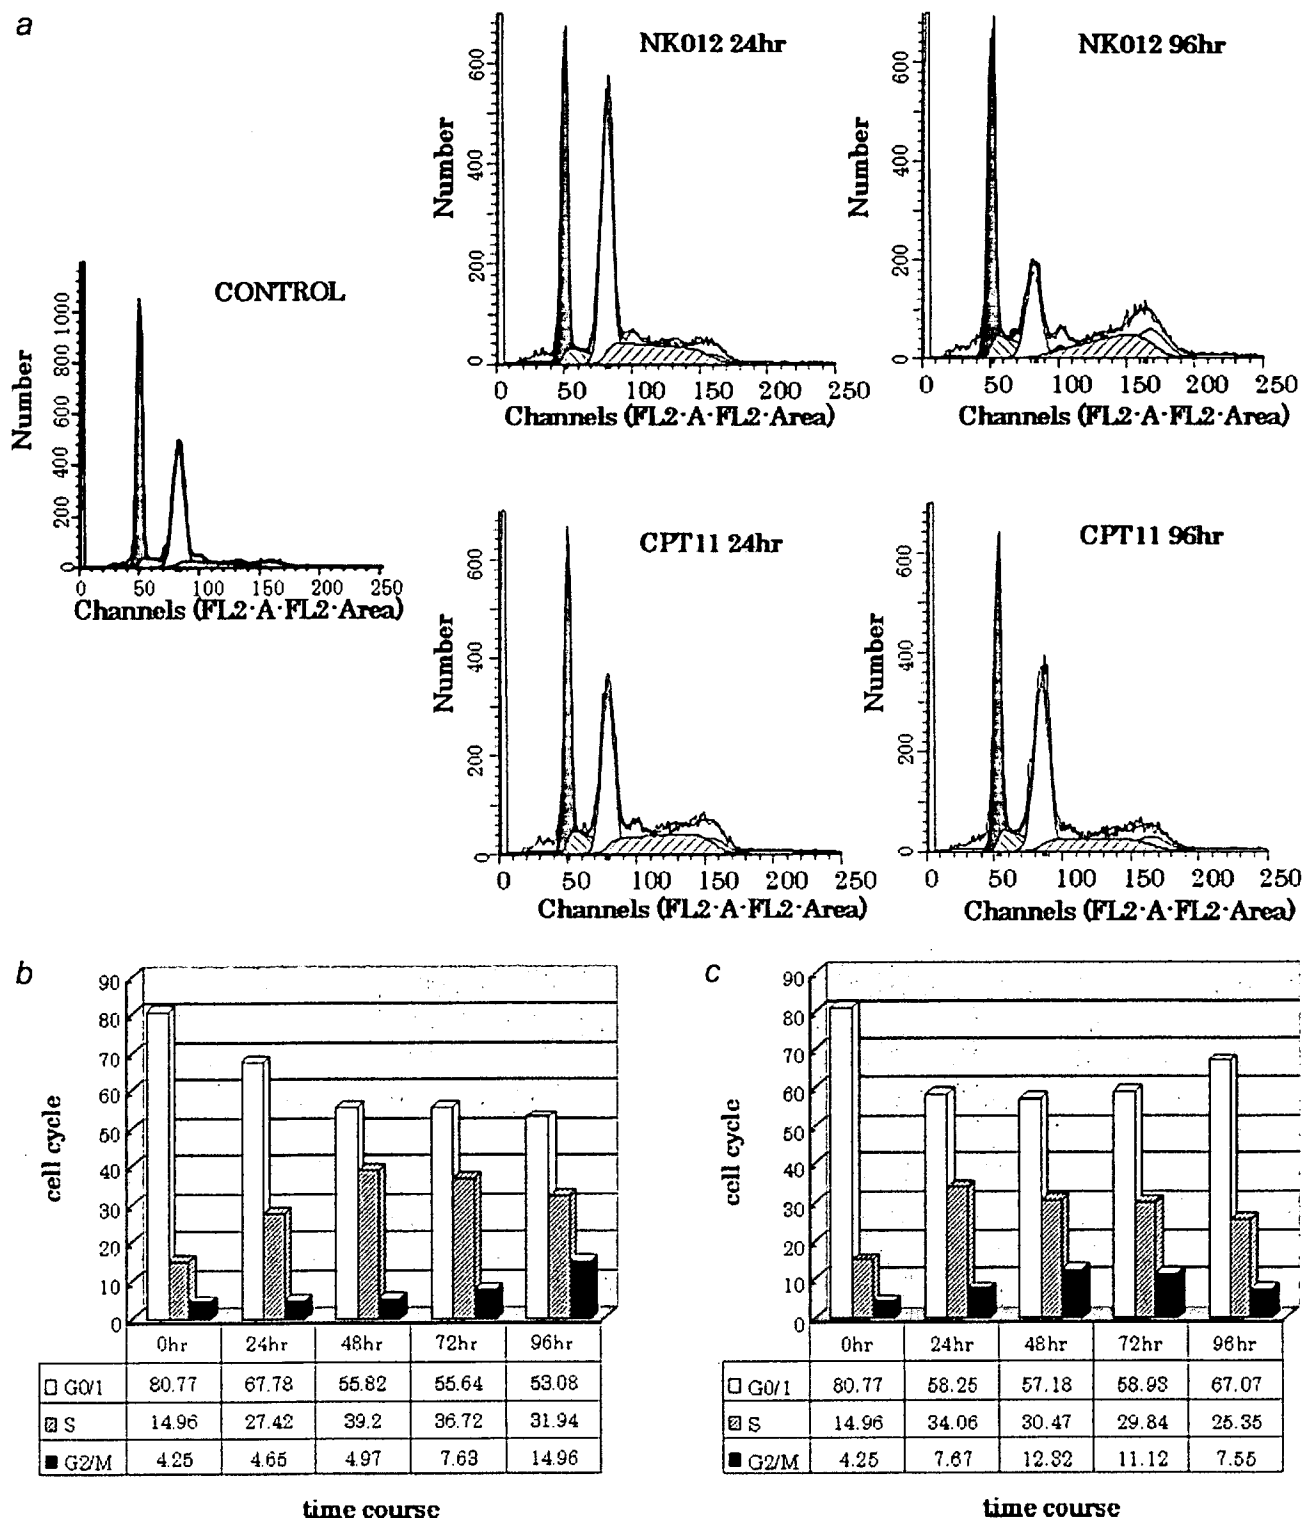 a
NK012 24hr
Number
0 200 400 600
0 50 100 150 200 250
Channels (FL2·A·FL2·Area)
NK012 96hr
Number
0 200 400 600
0 50 100 150 200 250
Channels (FL2·A·FL2·Area)
CONTROL
Number
0 200 400 600 800 1000
0 50 100 150 200 250
Channels (FL2·A·FL2·Area)
CPT11 24hr
Number
0 200 400 600
0 50 100 150 200 250
Channels (FL2·A·FL2·Area)
CPT11 96hr
Number
0 200 400 600
0 50 100 150 200 250
Channels (FL2·A·FL2·Area)
b
cell cycle
90
80
70
60
50
40
30
20
10
0
0hr 24hr 48hr 72hr 96hr
G0/1 80.77 67.78 55.82 55.64 53.08
S 14.96 27.42 39.2 36.72 31.94
G2/M 4.25 4.65 4.97 7.63 14.96
time course
c
cell cycle
90
80
70
60
50
40
30
20
10
0
0hr 24hr 48hr 72hr 96hr
G0/1 80.77 58.25 57.18 58.98 67.07
S 14.96 34.06 30.47 29.84 25.35
G2/M 4.25 7.67 12.32 11.12 7.55
time course